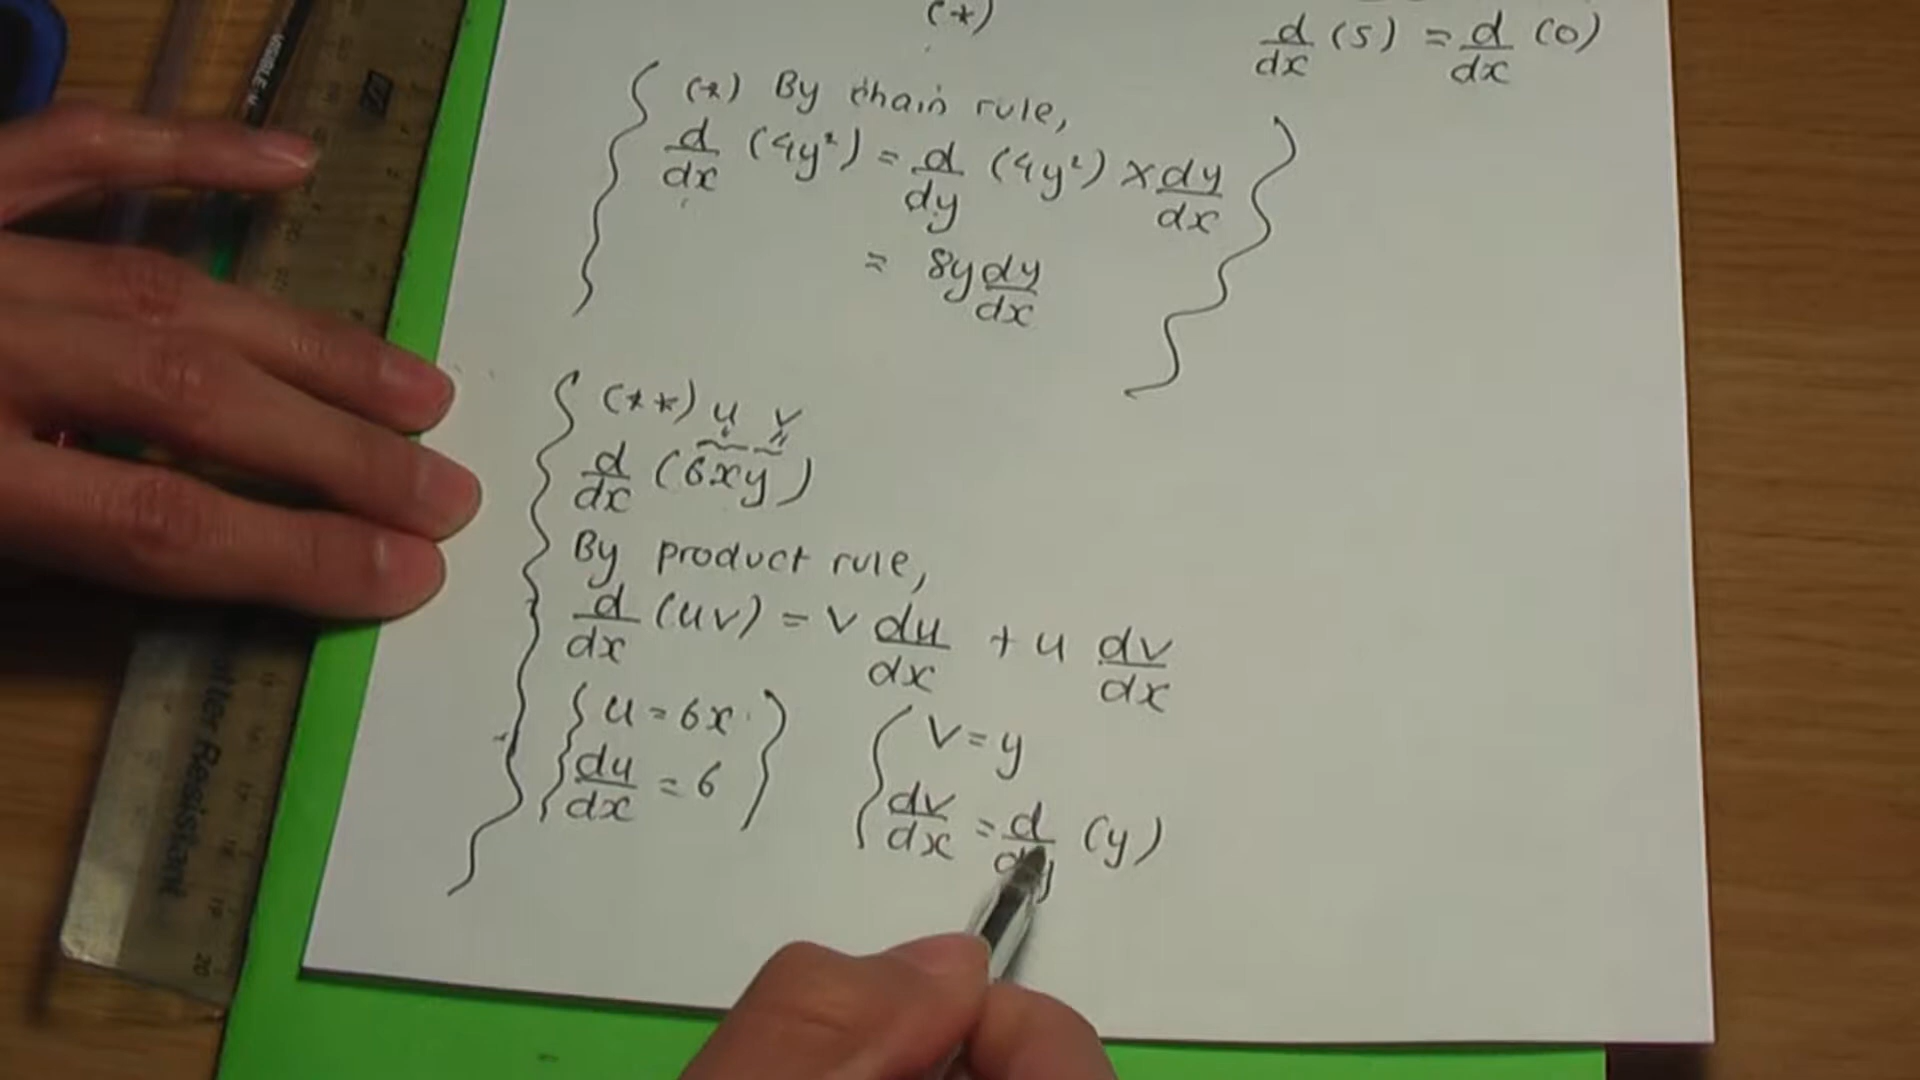 (*)
d/dx (5) = d/dx (0)
(*) By chain rule,
d/dx (4y²) = d/dy (4y²) × dy/dx
= 8y dy/dx
(**) u v
d/dx (6xy)
By product rule,
d/dx (uv) = v du/dx + u dv/dx
u = 6x
du/dx = 6
v = y
dv/dx = d/dy (y)
Resistant